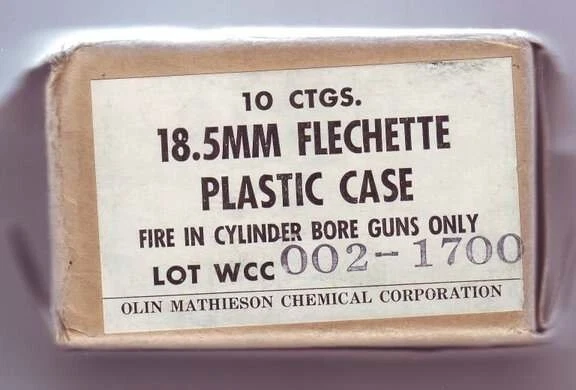 10 CTGS.
18.5MM FLECHETTE
PLASTIC CASE
FIRE IN CYLINDER BORE GUNS ONLY
LOT WCC 002-1700
OLIN MATHIESON CHEMICAL CORPORATION